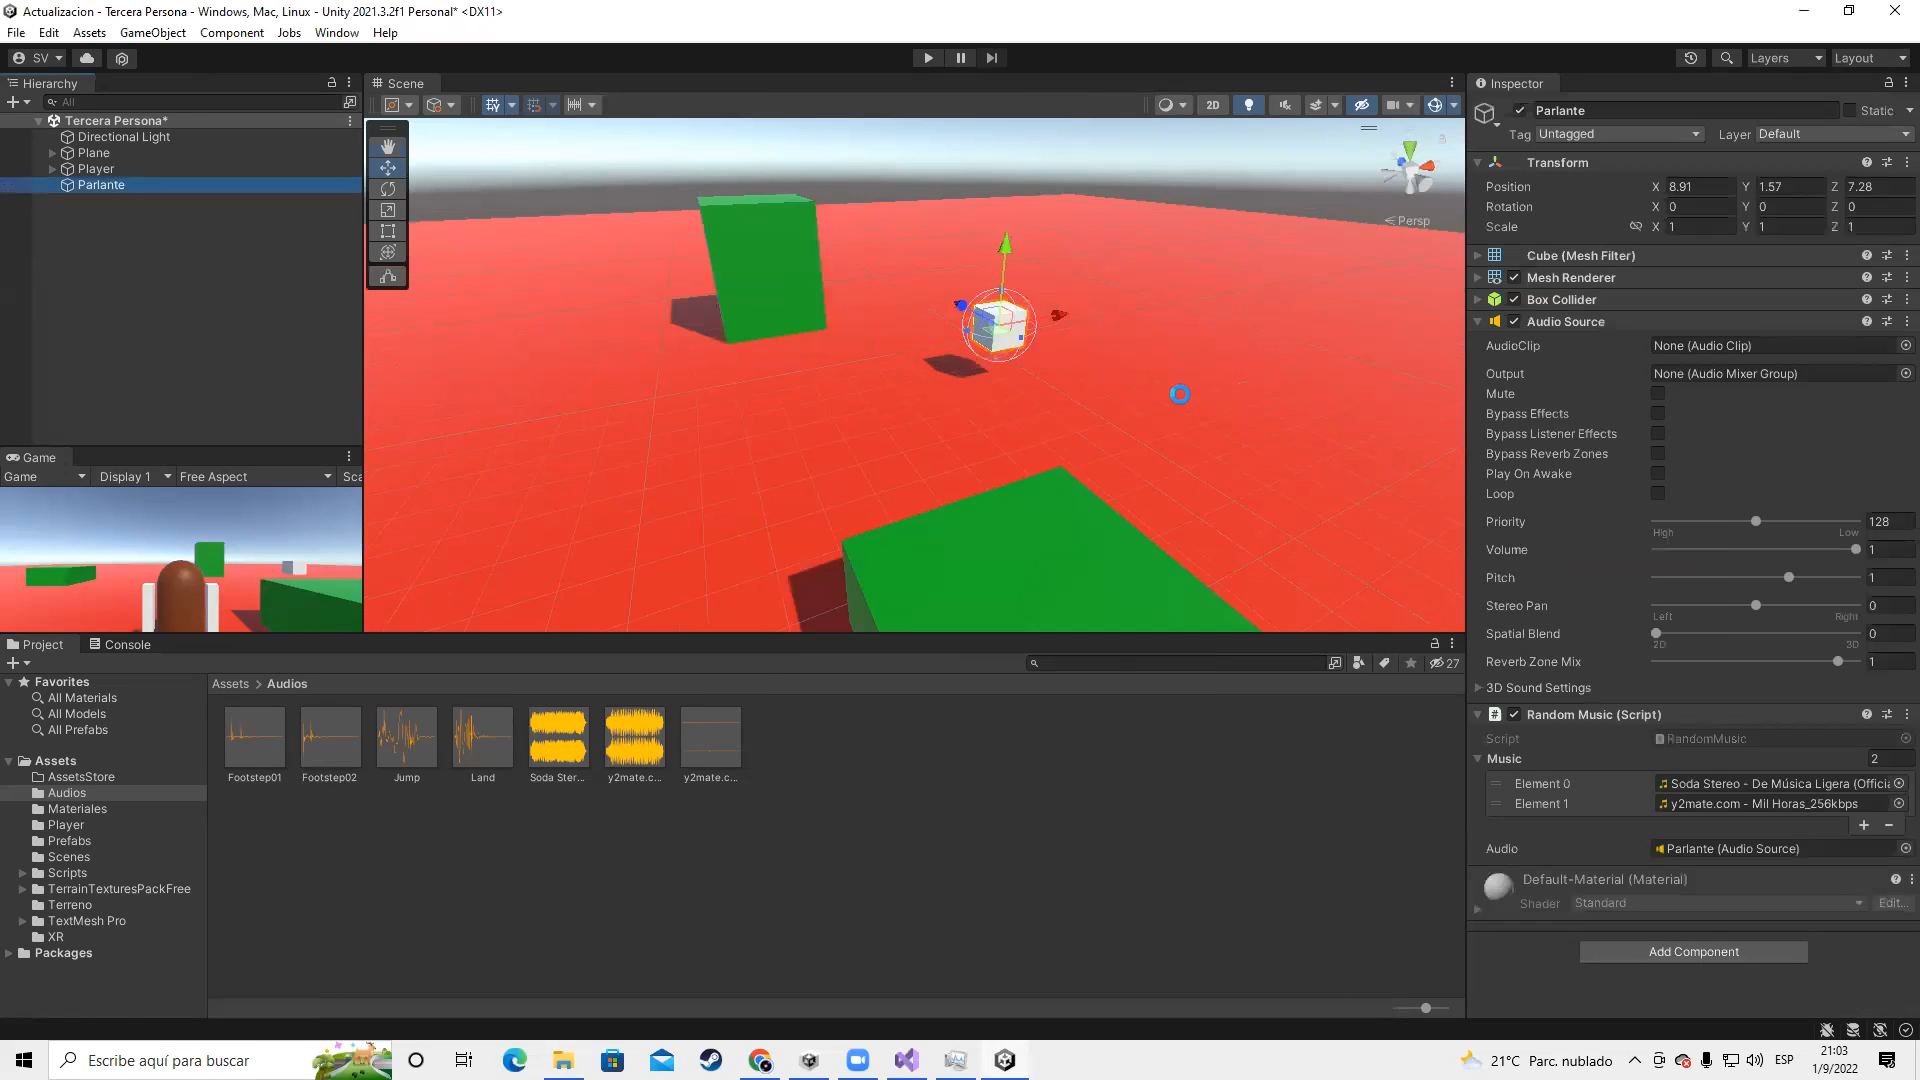 Actualizacion - Tercera Persona - Windows, Mac, Linux - Unity 2021.3.2f1 Personal* <DX11>
File Edit Assets GameObject Component Jobs Window Help
SV Layers Layout
Hierarchy
All
Tercera Persona*
Directional Light
Plane
Player
Parlante
Game
Game Display 1 Free Aspect Sca
Scene
2D
Persp
Project Console
27
Favorites
All Materials
All Models
All Prefabs
Assets
AssetsStore
Audios
Materiales
Player
Prefabs
Scenes
Scripts
TerrainTexturesPackFree
Terreno
TextMesh Pro
XR
Packages
Assets > Audios
Footstep01 Footstep02 Jump Land Soda Ster... y2mate.c... y2mate.c...
Inspector
Parlante Static
Tag Untagged Layer Default
Transform
Position X 8.91 Y 1.57 Z 7.28
Rotation X 0 Y 0 Z 0
Scale X 1 Y 1 Z 1
Cube (Mesh Filter)
Mesh Renderer
Box Collider
Audio Source
AudioClip None (Audio Clip)
Output None (Audio Mixer Group)
Mute
Bypass Effects
Bypass Listener Effects
Bypass Reverb Zones
Play On Awake
Loop
Priority 128
High Low
Volume 1
Pitch 1
Stereo Pan 0
Left Right
Spatial Blend 0
2D 3D
Reverb Zone Mix 1
3D Sound Settings
# Random Music (Script)
Script RandomMusic
Music 2
Element 0 Soda Stereo - De Música Ligera (Officia
Element 1 y2mate.com - Mil Horas_256kbps
+ -
Audio Parlante (Audio Source)
Default-Material (Material)
Shader Standard Edit...
Add Component
Escribe aquí para buscar
21°C Parc. nublado ESP
21:03
1/9/2022